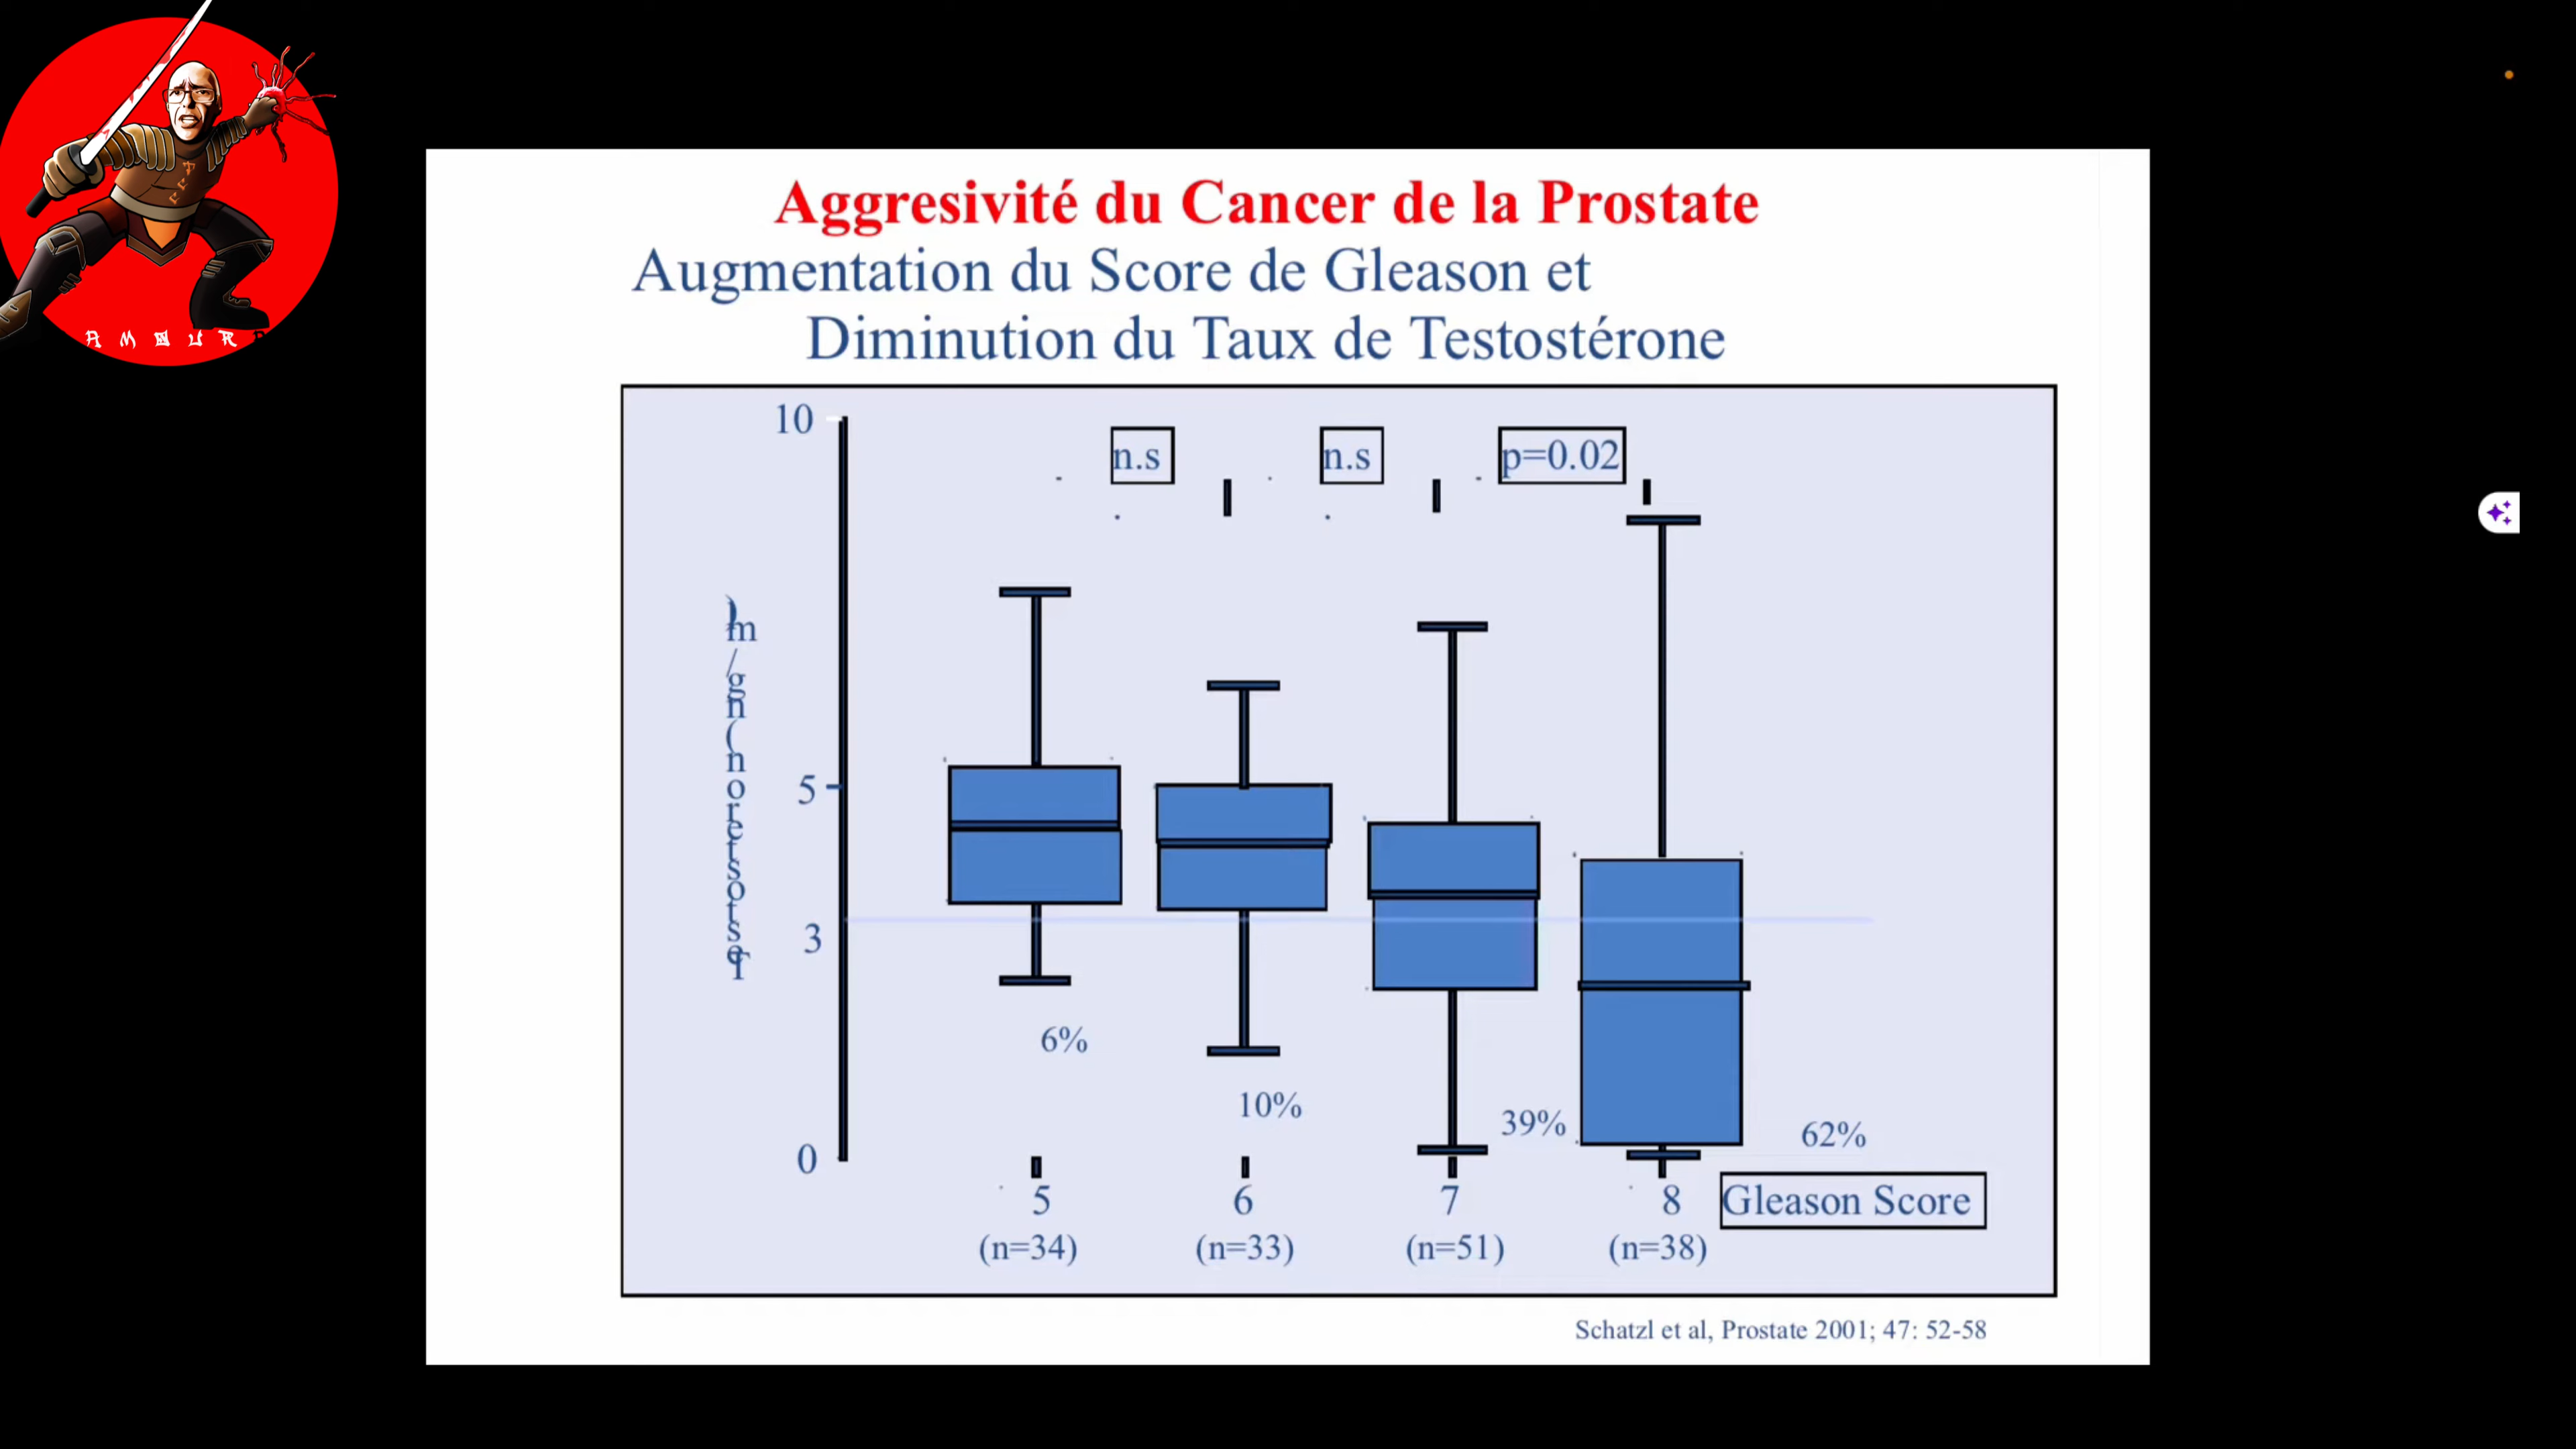 Aggresivité du Cancer de la Prostate
Augmentation du Score de Gleason et
Diminution du Taux de Testostérone
10
n.s
n.s
p=0.02
5
3
0
Testosteron (ng/m)
6%
10%
39%
62%
5
6
7
8
Gleason Score
(n=34)
(n=33)
(n=51)
(n=38)
Schatzl et al, Prostate 2001; 47: 52-58